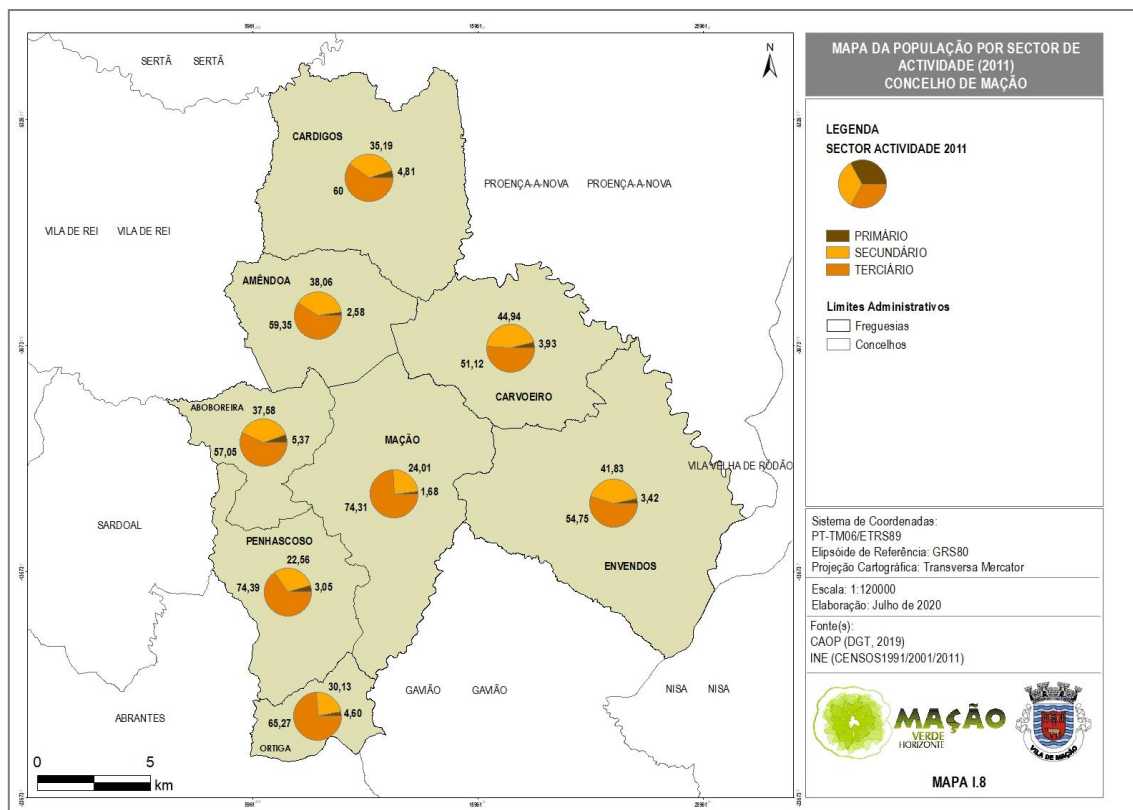 MAPA DA POPULAÇÃO POR SECTOR DE
ACTIVIDADE (2011)
CONCELHO DE MAÇÃO
LEGENDA
SECTOR ACTIVIDADE 2011
PRIMÁRIO
SECUNDÁRIO
TERCIÁRIO
Limites Administrativos
Freguesias
Concelhos
Sistema de Coordenadas:
PT-TM06/ETRS89
Elipsóide de Referência: GRS80
Projeção Cartográfica: Transversa Mercator
Escala: 1:120000
Elaboração: Julho de 2020
Fonte(s):
CAOP (DGT, 2019)
INE (CENSOS1991/2001/2011)
MAÇÃO
VERDE
HORIZONTE
VILA DE MAÇÃO
MAPA I.8
N
SERTÃ SERTÃ
CARDIGOS
35,19
4,81
60
PROENÇA-A-NOVA PROENÇA-A-NOVA
VILA DE REI VILA DE REI
AMÊNDOA
38,06
2,58
59,35
44,94
3,93
51,12
CARVOEIRO
ABOBOREIRA
37,58
5,37
57,05
MAÇÃO
24,01
1,68
74,31
41,83
3,42
54,75
ENVENDOS
VILA VELHA DE RÓDÃO
SARDOAL
PENHASCOSO
22,56
74,39
3,05
30,13
4,60
65,27
ORTIGA
GAVIÃO GAVIÃO
NISA NISA
ABRANTES
0 5
km